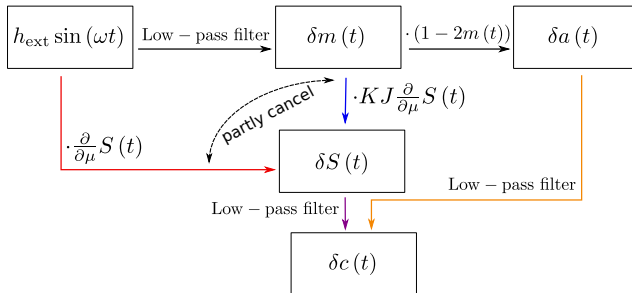 h_ext sin (ωt)
Low − pass filter
δm (t)
· (1 − 2m (t))
δa (t)
partly cancel
·KJ ∂/∂μ S (t)
· ∂/∂μ S (t)
δS (t)
Low − pass filter
Low − pass filter
δc (t)